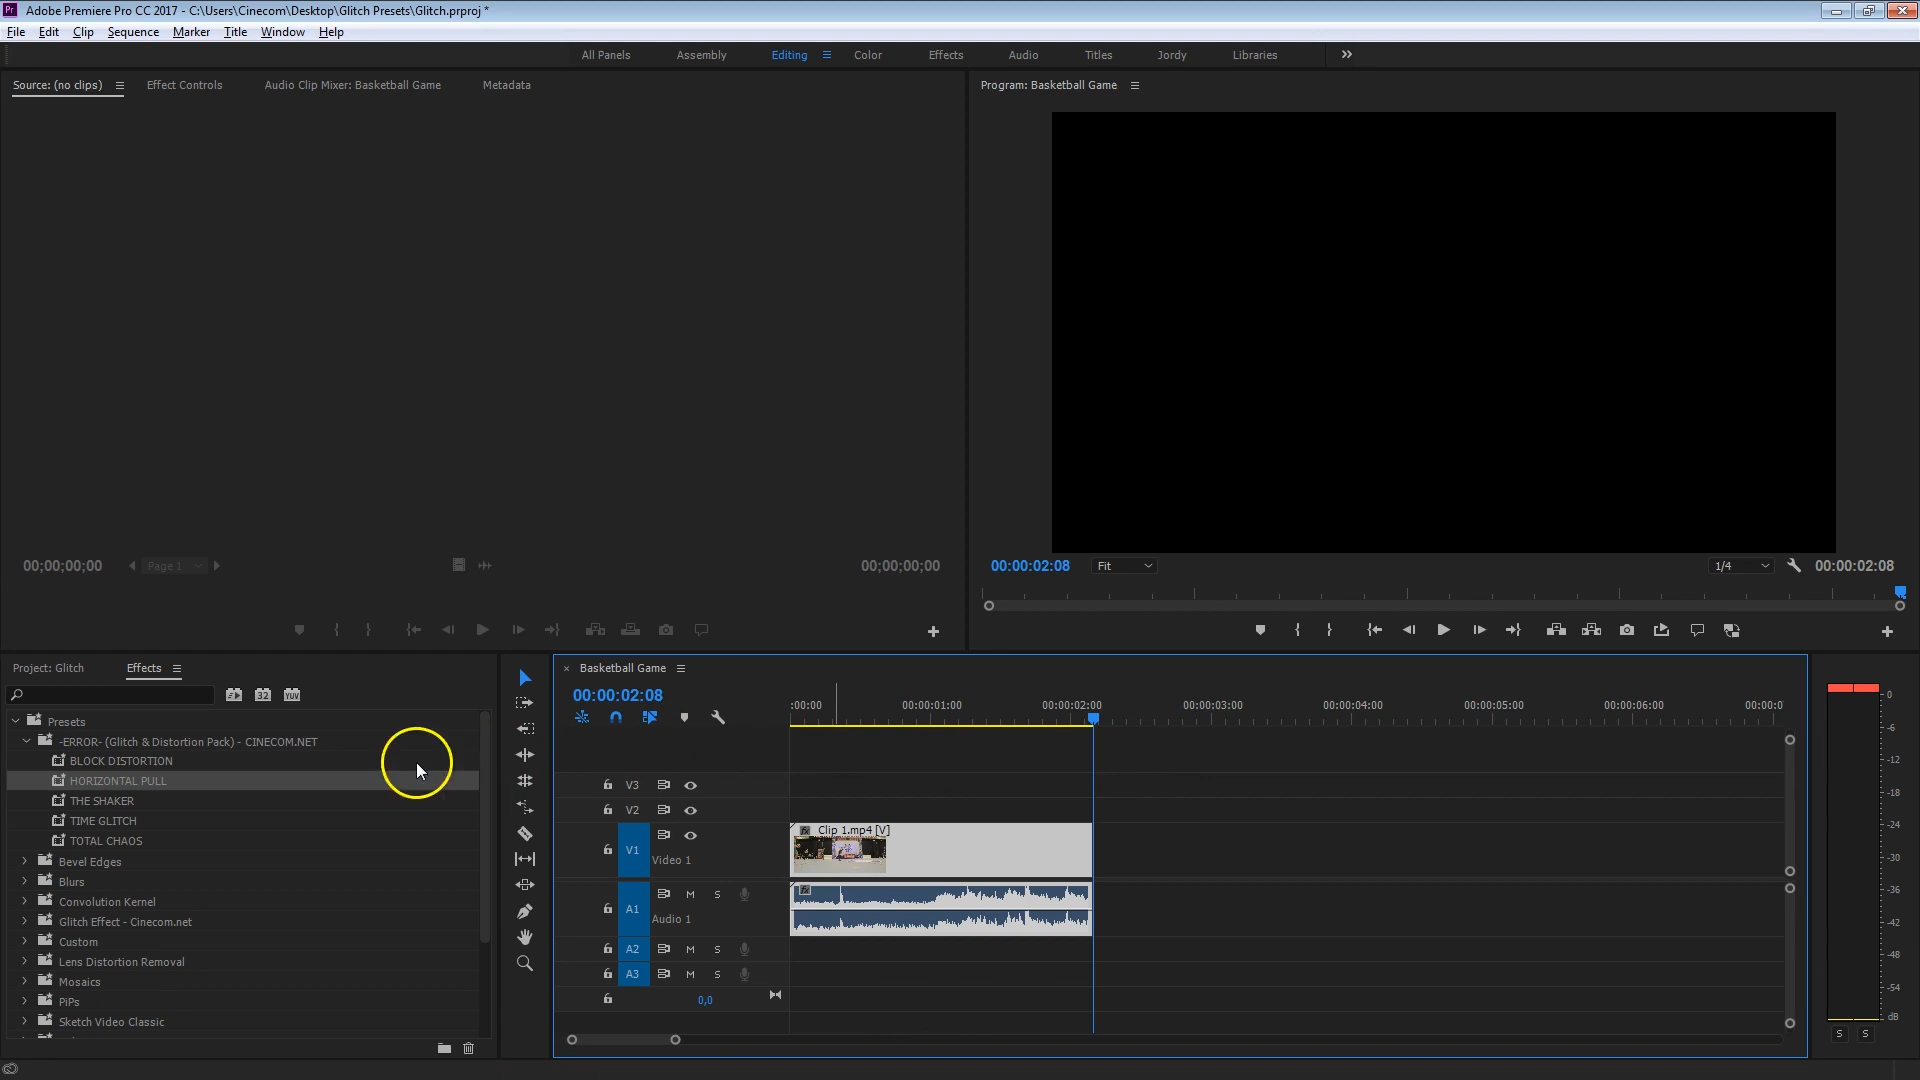 Adobe Premiere Pro CC 2017 - C:\Users\Cinecom\Desktop\Glitch Presets\Glitch.prproj *
File Edit Clip Sequence Marker Title Window Help
All Panels Assembly Editing Color Effects Audio Titles Jordy Libraries
Source: (no clips) Effect Controls Audio Clip Mixer: Basketball Game Metadata
Program: Basketball Game
00;00;00;00 Page 1 00;00;00;00
00:00:02:08 Fit 1/4 00:00:02:08
Project: Glitch Effects
Basketball Game
00:00:02:08
:00:00 00:00:01:00 00:00:02:00 00:00:03:00 00:00:04:00 00:00:05:00 00:00:06:00 00:00:0
32 YUV
Presets
-ERROR- (Glitch & Distortion Pack) - CINECOM.NET
BLOCK DISTORTION
HORIZONTAL PULL
THE SHAKER
TIME GLITCH
TOTAL CHAOS
Bevel Edges
Blurs
Convolution Kernel
Glitch Effect - Cinecom.net
Custom
Lens Distortion Removal
Mosaics
PiPs
Sketch Video Classic
V3
V2
V1 Video 1
fx Clip 1.mp4 [V]
A1 M S
Audio 1
fx
A2 M S
A3 M S
0,0
0
-6
-12
-18
-24
-30
-36
-42
-48
-54
dB
S S